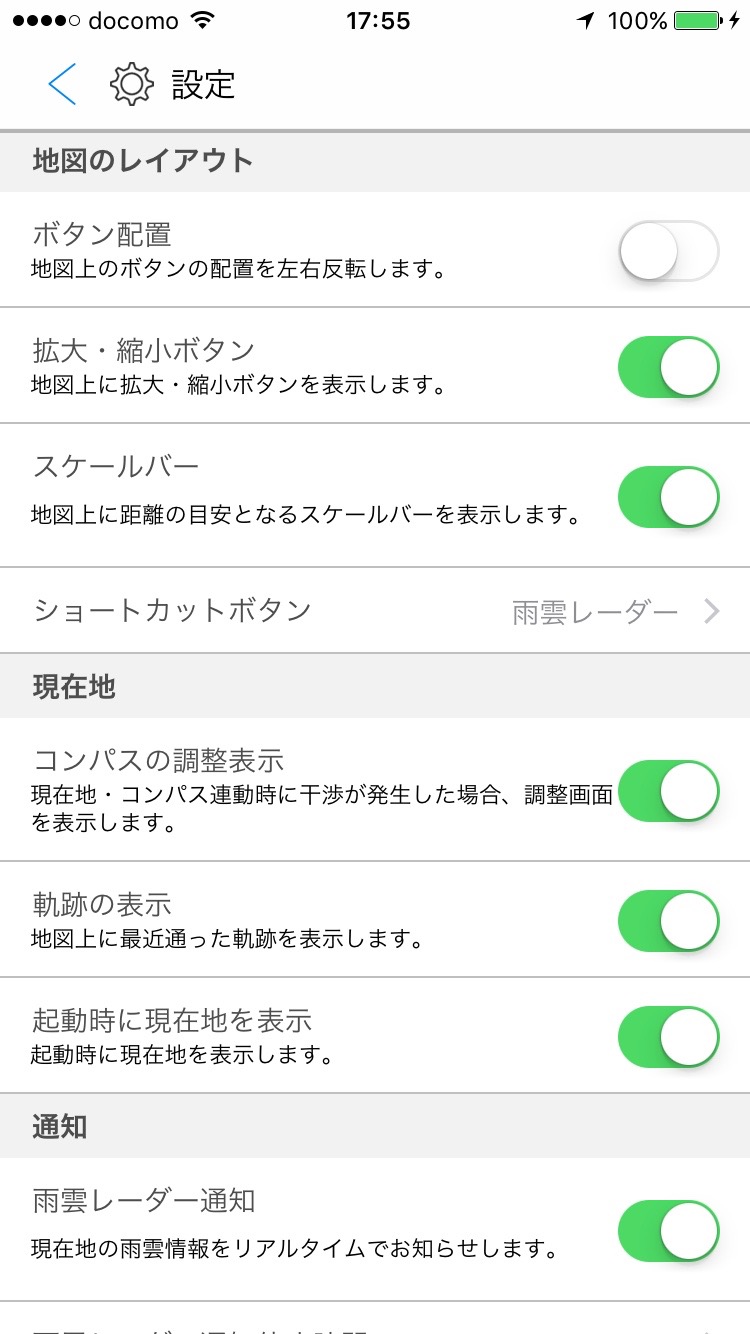 docomo 17:55 100%
設定
地図のレイアウト
ボタン配置
地図上のボタンの配置を左右反転します。
拡大・縮小ボタン
地図上に拡大・縮小ボタンを表示します。
スケールバー
地図上に距離の目安となるスケールバーを表示します。
ショートカットボタン 雨雲レーダー
現在地
コンパスの調整表示
現在地・コンパス連動時に干渉が発生した場合、調整画面
を表示します。
軌跡の表示
地図上に最近通った軌跡を表示します。
起動時に現在地を表示
起動時に現在地を表示します。
通知
雨雲レーダー通知
現在地の雨雲情報をリアルタイムでお知らせします。